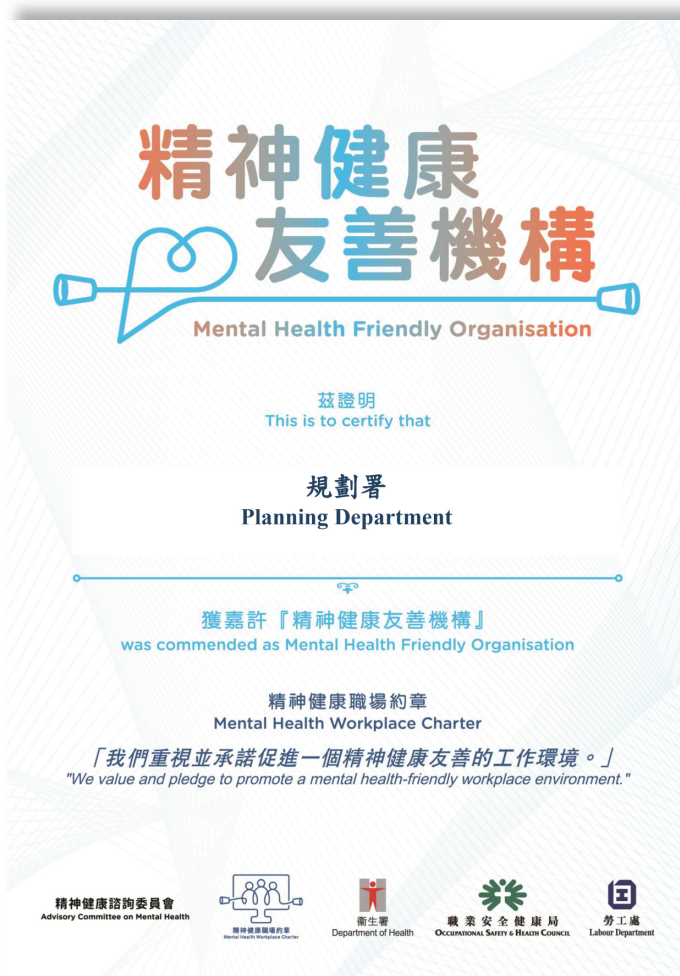 精神健康
友善機構
Mental Health Friendly Organisation
茲證明
This is to certify that
規劃署
Planning Department
獲嘉許『精神健康友善機構』
was commended as Mental Health Friendly Organisation
精神健康職場約章
Mental Health Workplace Charter
「我們重視並承諾促進一個精神健康友善的工作環境。」
"We value and pledge to promote a mental health-friendly workplace environment."
精神健康諮詢委員會
Advisory Committee on Mental Health
精神健康職場約章
Mental Health Workplace Charter
衞生署
Department of Health
職業安全健康局
Occupational Safety & Health Council
勞工處
Labour Department